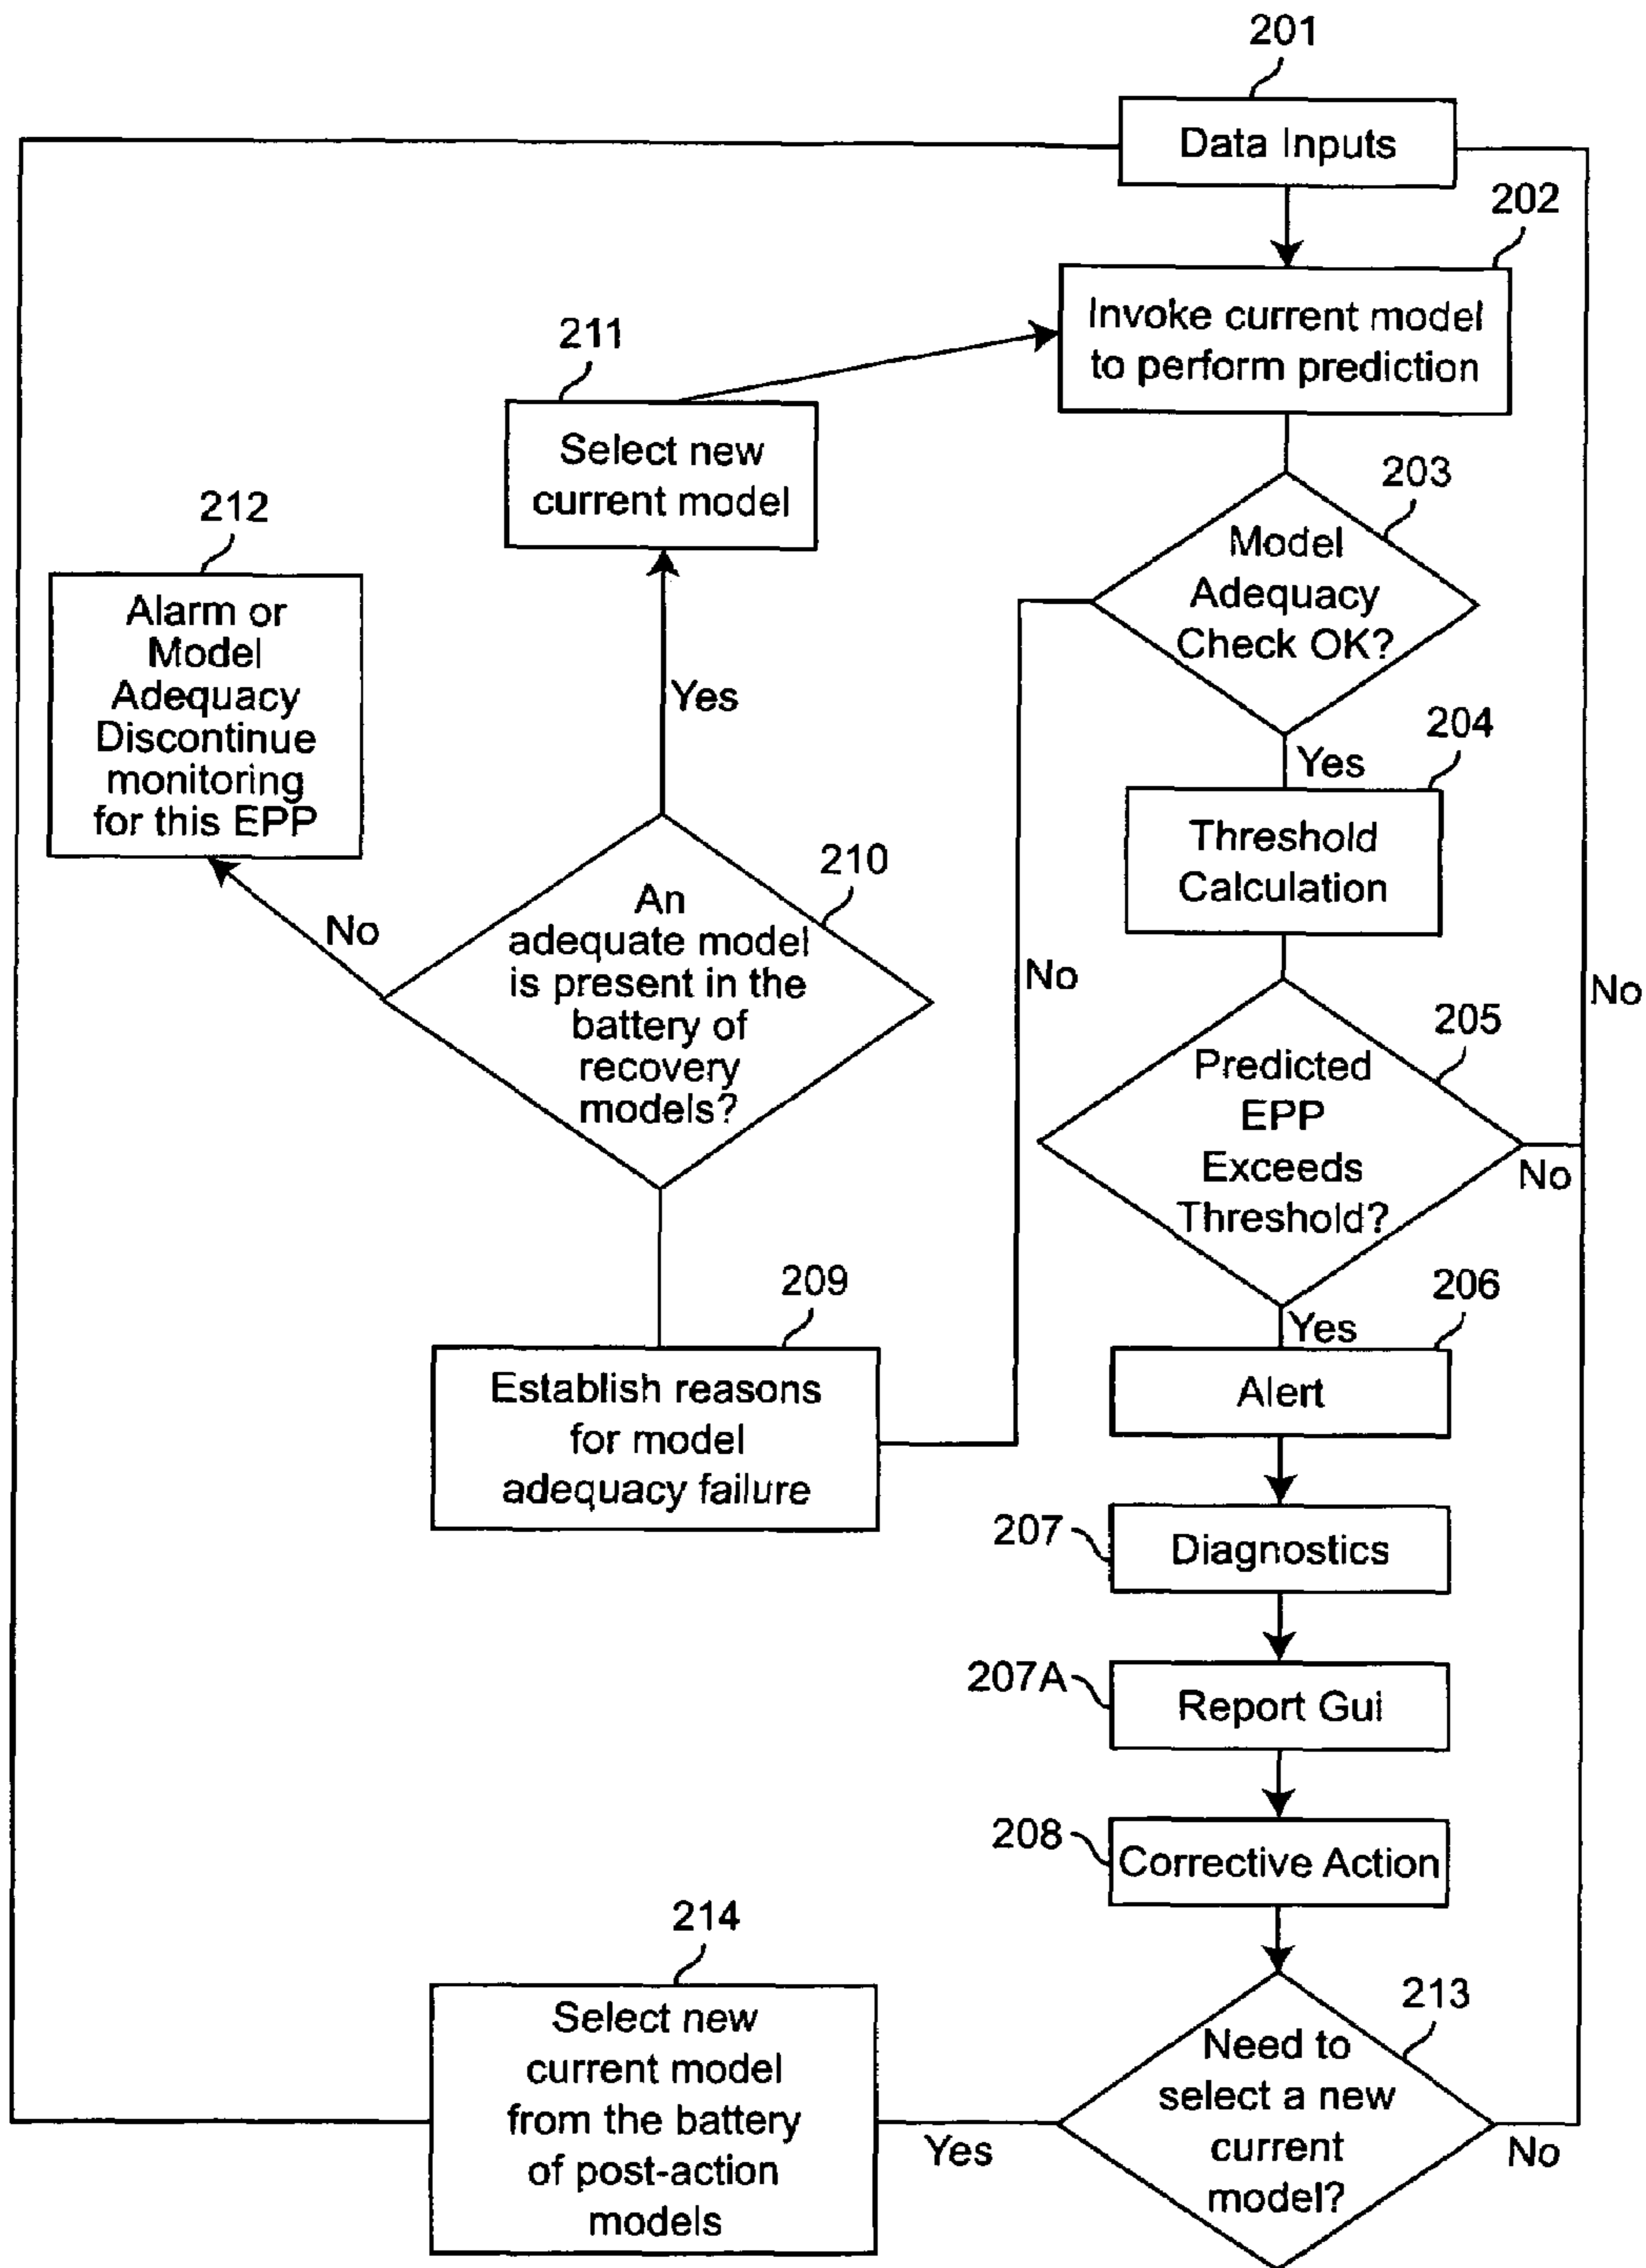 201
Data Inputs
202
Invoke current model
to perform prediction
211
Select new
current model
203
Model
Adequacy
Check OK?
212
Alarm or
Model
Adequacy
Discontinue
monitoring
for this EPP
Yes
204
Yes
Threshold
Calculation
210
An
adequate model
is present in the
battery of
recovery
models?
No
No
No
205
Predicted
EPP
Exceeds
Threshold?
No
209
Establish reasons
for model
adequacy failure
206
Yes
Alert
207
Diagnostics
207A
Report Gui
208
Corrective Action
214
Select new
current model
from the battery
of post-action
models
213
Need to
select a new
current
model?
Yes
No